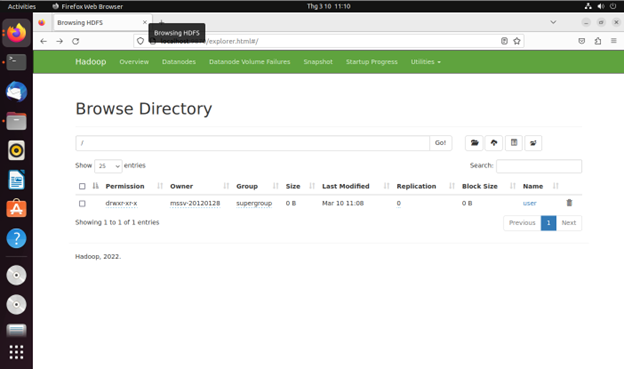 Activities Firefox Web Browser Thg 3 10 11:10
Browsing HDFS × +
Browsing HDFS
/explorer.html#/
Hadoop Overview Datanodes Datanode Volume Failures Snapshot Startup Progress Utilities
Browse Directory
/ Go!
Show 25 entries Search:
Permission Owner Group Size Last Modified Replication Block Size Name
drwxr-xr-x mssv-20120128 supergroup 0 B Mar 10 11:08 0 0 B user
Showing 1 to 1 of 1 entries Previous 1 Next
Hadoop, 2022.